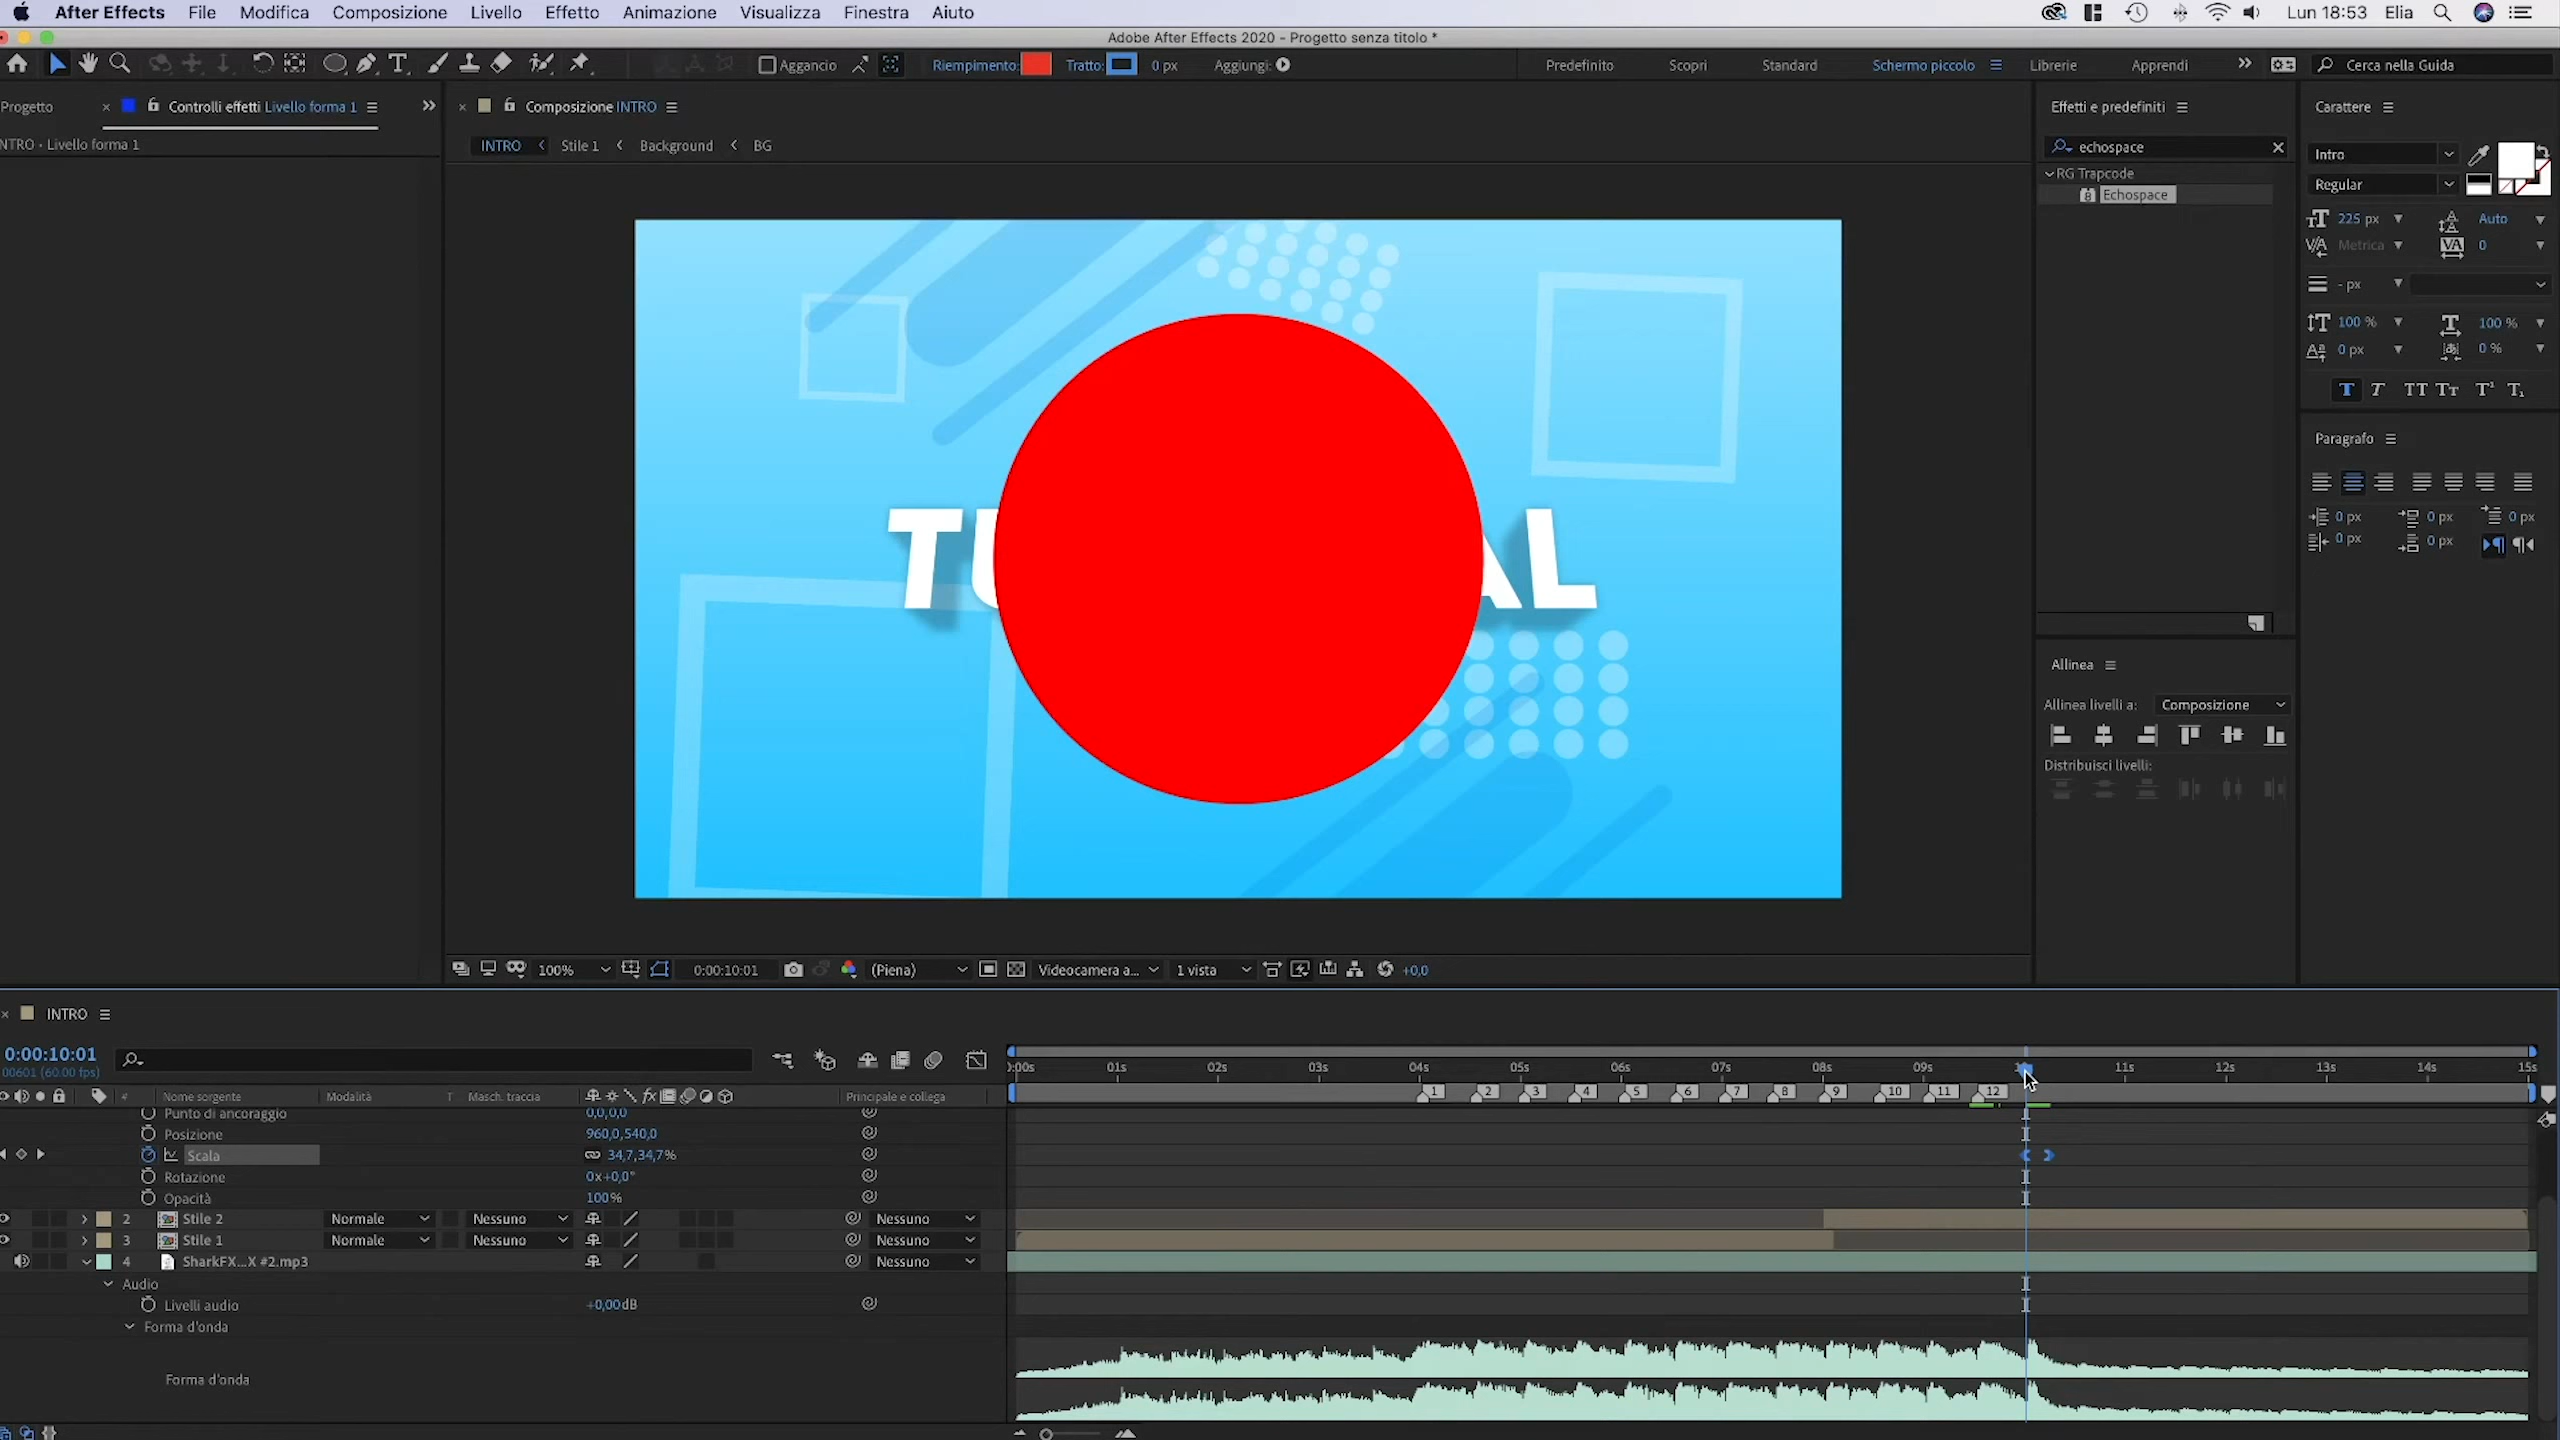 After Effects File Modifica Composizione Livello Effetto Animazione Visualizza Finestra Aiuto Lun 18:53 Elia
Adobe After Effects 2020 - Progetto senza titolo *
Aggancio Riempimento: Tratto: 0 px Aggiungi: Predefinito Scopri Standard Schermo piccolo Librerie Apprendi Cerca nella Guida
Progetto Controlli effetti Livello forma 1 Composizione INTRO Effetti e predefiniti Carattere
NTRO • Livello forma 1 INTRO Stile 1 Background BG echospace
Intro
RG Trapcode
Regular
Echospace
225 px Auto
Metrica 0
- px
100 % 100 %
0 px 0 %
T T TT Tt T¹ T₁
Paragrafo
0 px 0 px 0 px
0 px 0 px
TU AL
Allinea
Allinea livelli a: Composizione
Distribuisci livelli:
100% 0:00:10:01 (Piena) Videocamera a... 1 vista +0,0
INTRO
0:00:10:01
00601 (60.00 fps)
0:00s 01s 02s 03s 04s 05s 06s 07s 08s 09s 11s 12s 13s 14s 15s
1 2 3 4 5 6 7 8 9 10 11 12
# Nome sorgente Modalità T Masch. traccia Principale e collega
Punto di ancoraggio 0,0,0,0
Posizione 960,0,540,0
Scala 34,7,34,7%
Rotazione 0x+0,0°
Opacità 100%
2 Stile 2 Normale Nessuno Nessuno
3 Stile 1 Normale Nessuno Nessuno
4 SharkFX...X #2.mp3 Nessuno
Audio
Livelli audio +0,00dB
Forma d'onda
Forma d'onda